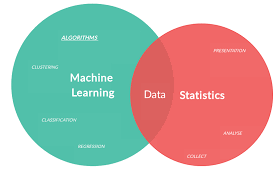 ALGORITHMS
PRESENTATION
CLUSTERING
Machine
Learning
Data
Statistics
CLASSIFICATION
ANALYSE
REGRESSION
COLLECT